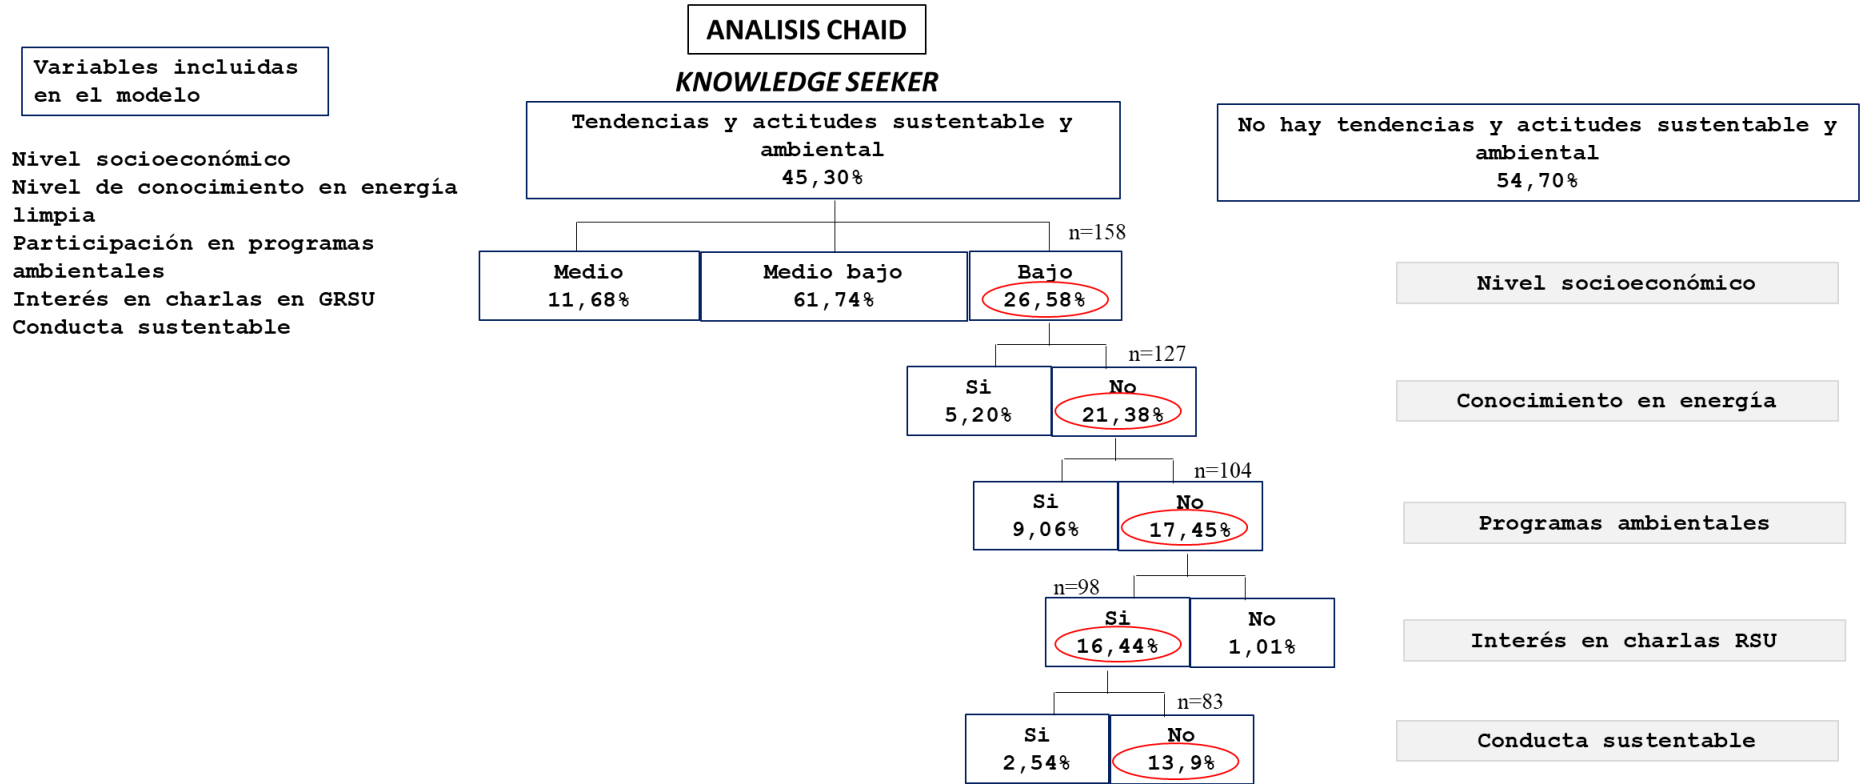 ANALISIS CHAID
Variables incluidas
en el modelo
KNOWLEDGE SEEKER
Tendencias y actitudes sustentable y
ambiental
45,30%
No hay tendencias y actitudes sustentable y
ambiental
54,70%
Nivel socioeconómico
Nivel de conocimiento en energía
limpia
Participación en programas
ambientales
Interés en charlas en GRSU
Conducta sustentable
n=158
Medio
11,68%
Medio bajo
61,74%
Bajo
26,58%
Nivel socioeconómico
n=127
Si
5,20%
No
21,38%
Conocimiento en energía
n=104
Si
9,06%
No
17,45%
Programas ambientales
n=98
Si
16,44%
No
1,01%
Interés en charlas RSU
n=83
Si
2,54%
No
13,9%
Conducta sustentable